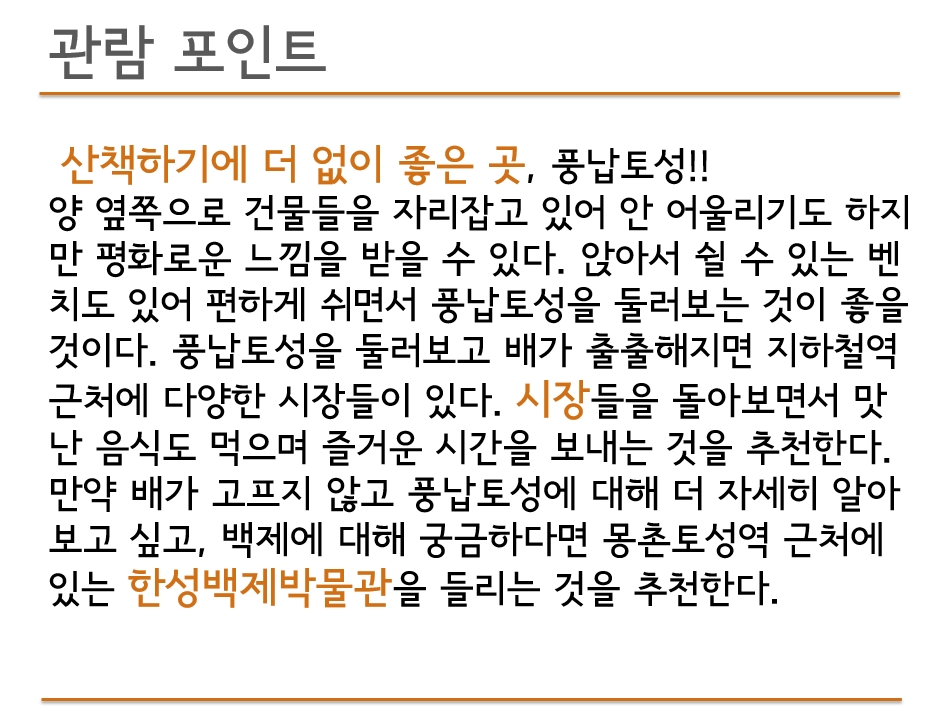 관람 포인트
산책하기에 더 없이 좋은 곳, 풍납토성!!
양 옆쪽으로 건물들을 자리잡고 있어 안 어울리기도 하지
만 평화로운 느낌을 받을 수 있다. 앉아서 쉴 수 있는 벤
치도 있어 편하게 쉬면서 풍납토성을 둘러보는 것이 좋을
것이다. 풍납토성을 둘러보고 배가 출출해지면 지하철역
근처에 다양한 시장들이 있다. 시장들을 돌아보면서 맛
난 음식도 먹으며 즐거운 시간을 보내는 것을 추천한다.
만약 배가 고프지 않고 풍납토성에 대해 더 자세히 알아
보고 싶고, 백제에 대해 궁금하다면 몽촌토성역 근처에
있는 한성백제박물관을 들리는 것을 추천한다.